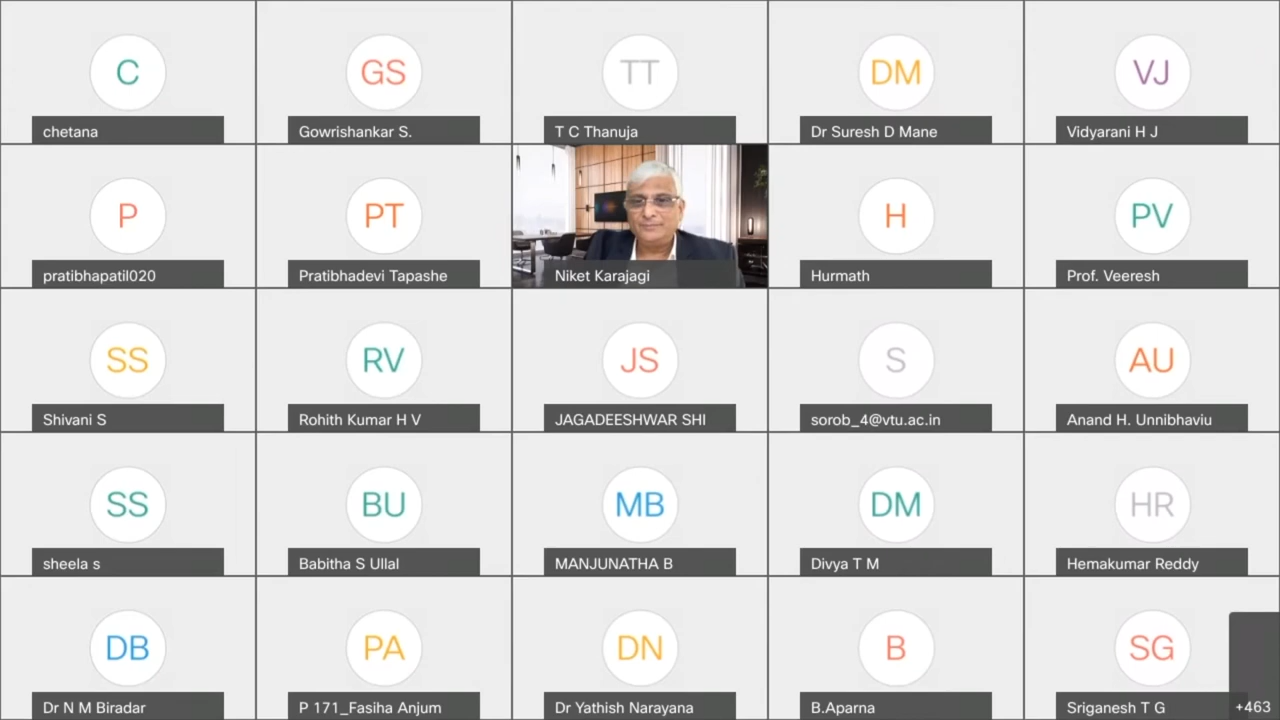 C
GS
TT
DM
VJ
chetana
Gowrishankar S.
T C Thanuja
Dr Suresh D Mane
Vidyarani H J
P
PT
H
PV
pratibhapatil020
Pratibhadevi Tapashe
Niket Karajagi
Hurmath
Prof. Veeresh
SS
RV
JS
S
AU
Shivani S
Rohith Kumar H V
JAGADEESHWAR SHI
sorob_4@vtu.ac.in
Anand H. Unnibhaviu
SS
BU
MB
DM
HR
sheela s
Babitha S Ullal
MANJUNATHA B
Divya T M
Hemakumar Reddy
DB
PA
DN
B
SG
Dr N M Biradar
P 171_Fasiha Anjum
Dr Yathish Narayana
B.Aparna
Sriganesh T G
+463